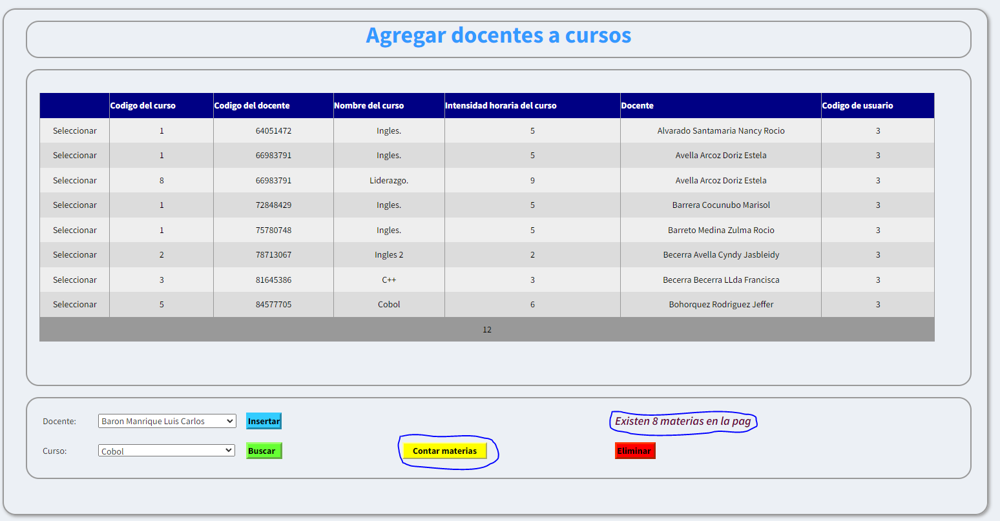 Agregar docentes a cursos
Codigo del curso Codigo del docente Nombre del curso Intensidad horaria del curso Docente Codigo de usuario
Seleccionar 1 64051472 Ingles. 5 Alvarado Santamaria Nancy Rocio 3
Seleccionar 1 66983791 Ingles. 5 Avella Arcoz Doriz Estela 3
Seleccionar 8 66983791 Liderazgo. 9 Avella Arcoz Doriz Estela 3
Seleccionar 1 72848429 Ingles. 5 Barrera Cocunubo Marisol 3
Seleccionar 1 75780748 Ingles. 5 Barreto Medina Zulma Rocio 3
Seleccionar 2 78713067 Ingles 2 2 Becerra Avella Cyndy Jasbleidy 3
Seleccionar 3 81645386 C++ 3 Becerra Becerra LLda Francisca 3
Seleccionar 5 84577705 Cobol 6 Bohorquez Rodriguez Jeffer 3
12
Docente: Baron Manrique Luis Carlos Insertar Existen 8 materias en la pag
Curso: Cobol Buscar Contar materias Eliminar